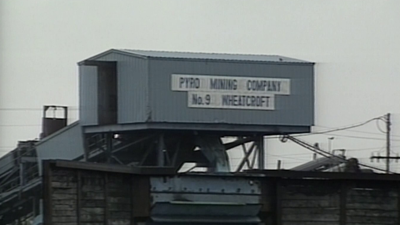 PYRO MINING COMPANY
No. 9 WHEATCROFT